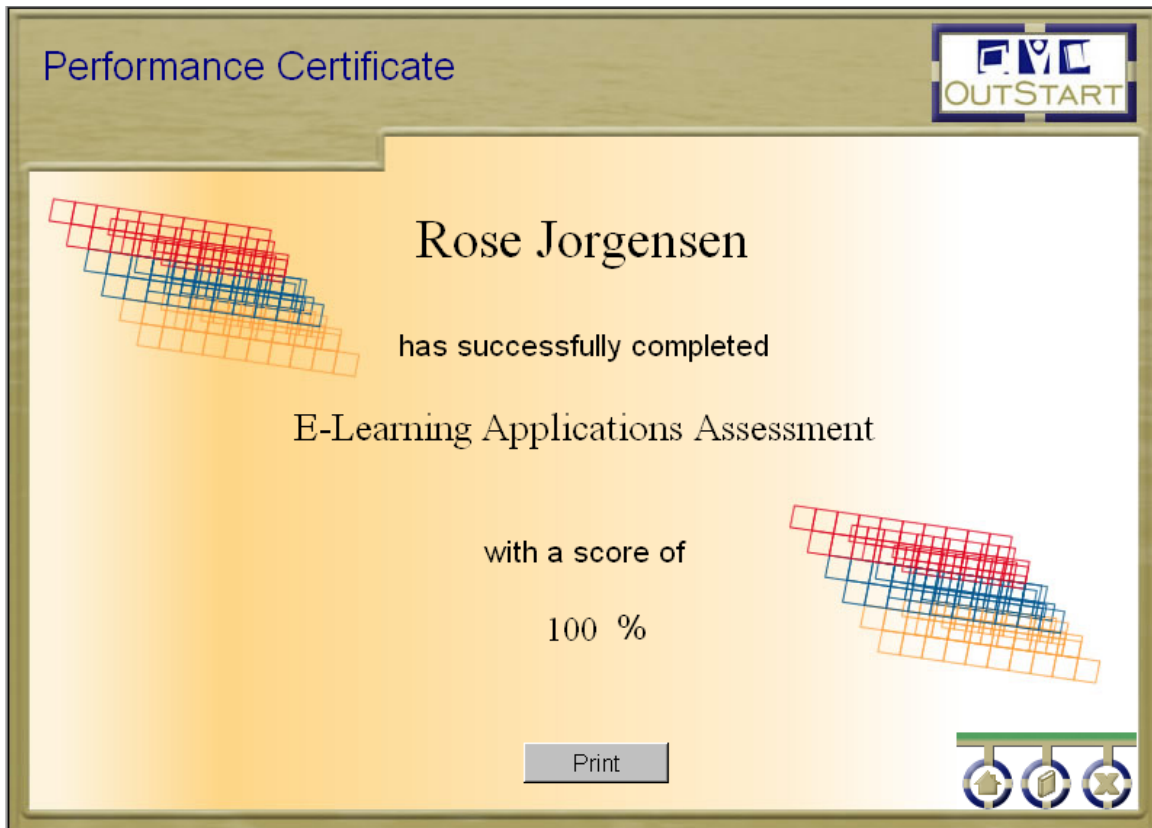 Performance Certificate
OUTSTART
Rose Jorgensen
has successfully completed
E-Learning Applications Assessment
with a score of
100 %
Print